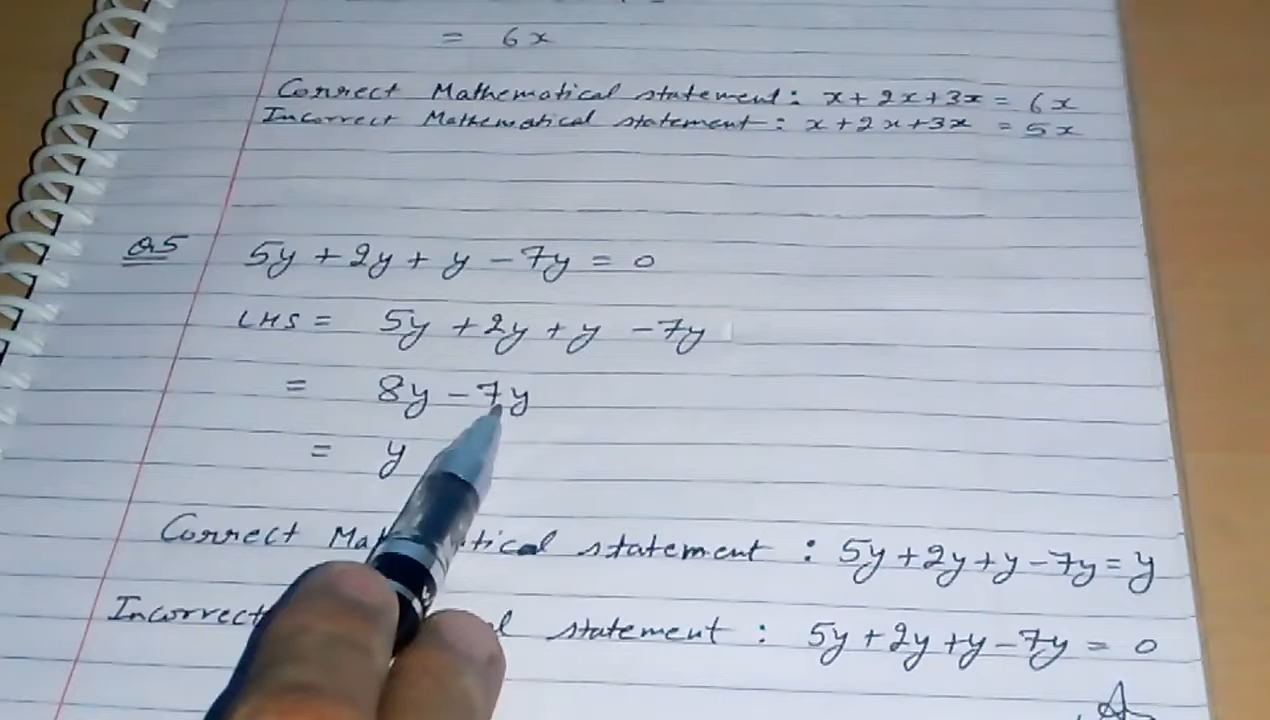 = 6x
Correct Mathematical statement : x + 2x + 3x = 6x
Incorrect Mathematical statement : x + 2x + 3x = 5x
Q5 5y + 2y + y - 7y = 0
LHS = 5y + 2y + y - 7y
= 8y - 7y
= y
Correct statement : 5y + 2y + y - 7y = y
Incorrect statement : 5y + 2y + y - 7y = 0